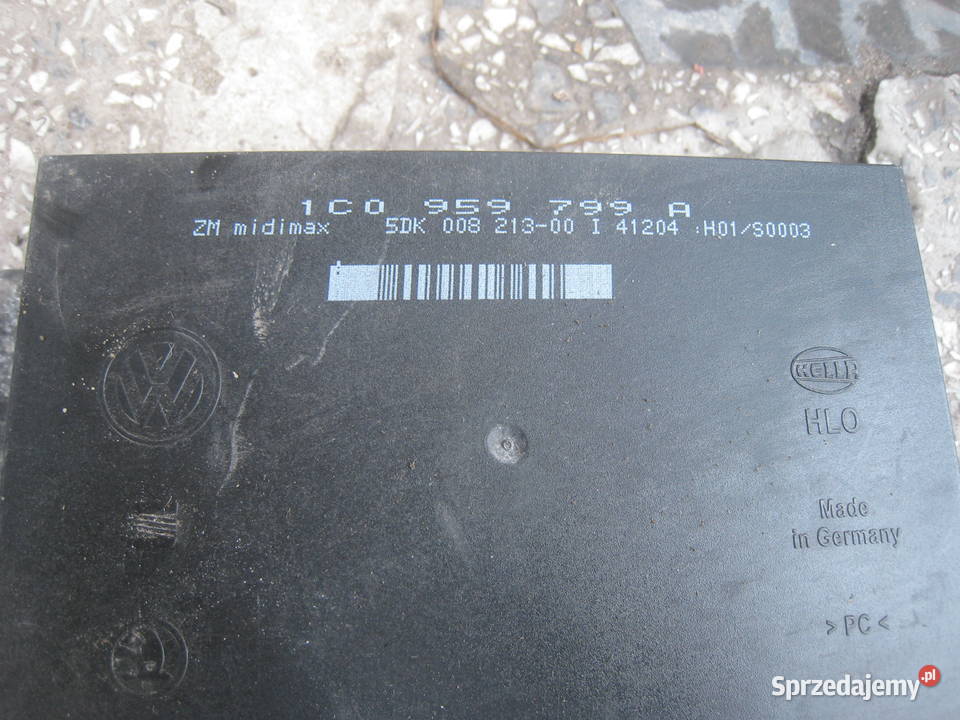 1C0 959 799 A
ZM midimax 5DK 008 213-00 I 41204 :H01/S0003
HELLA
HLO
Made
in Germany
>PC<
Sprzedajemy.pl